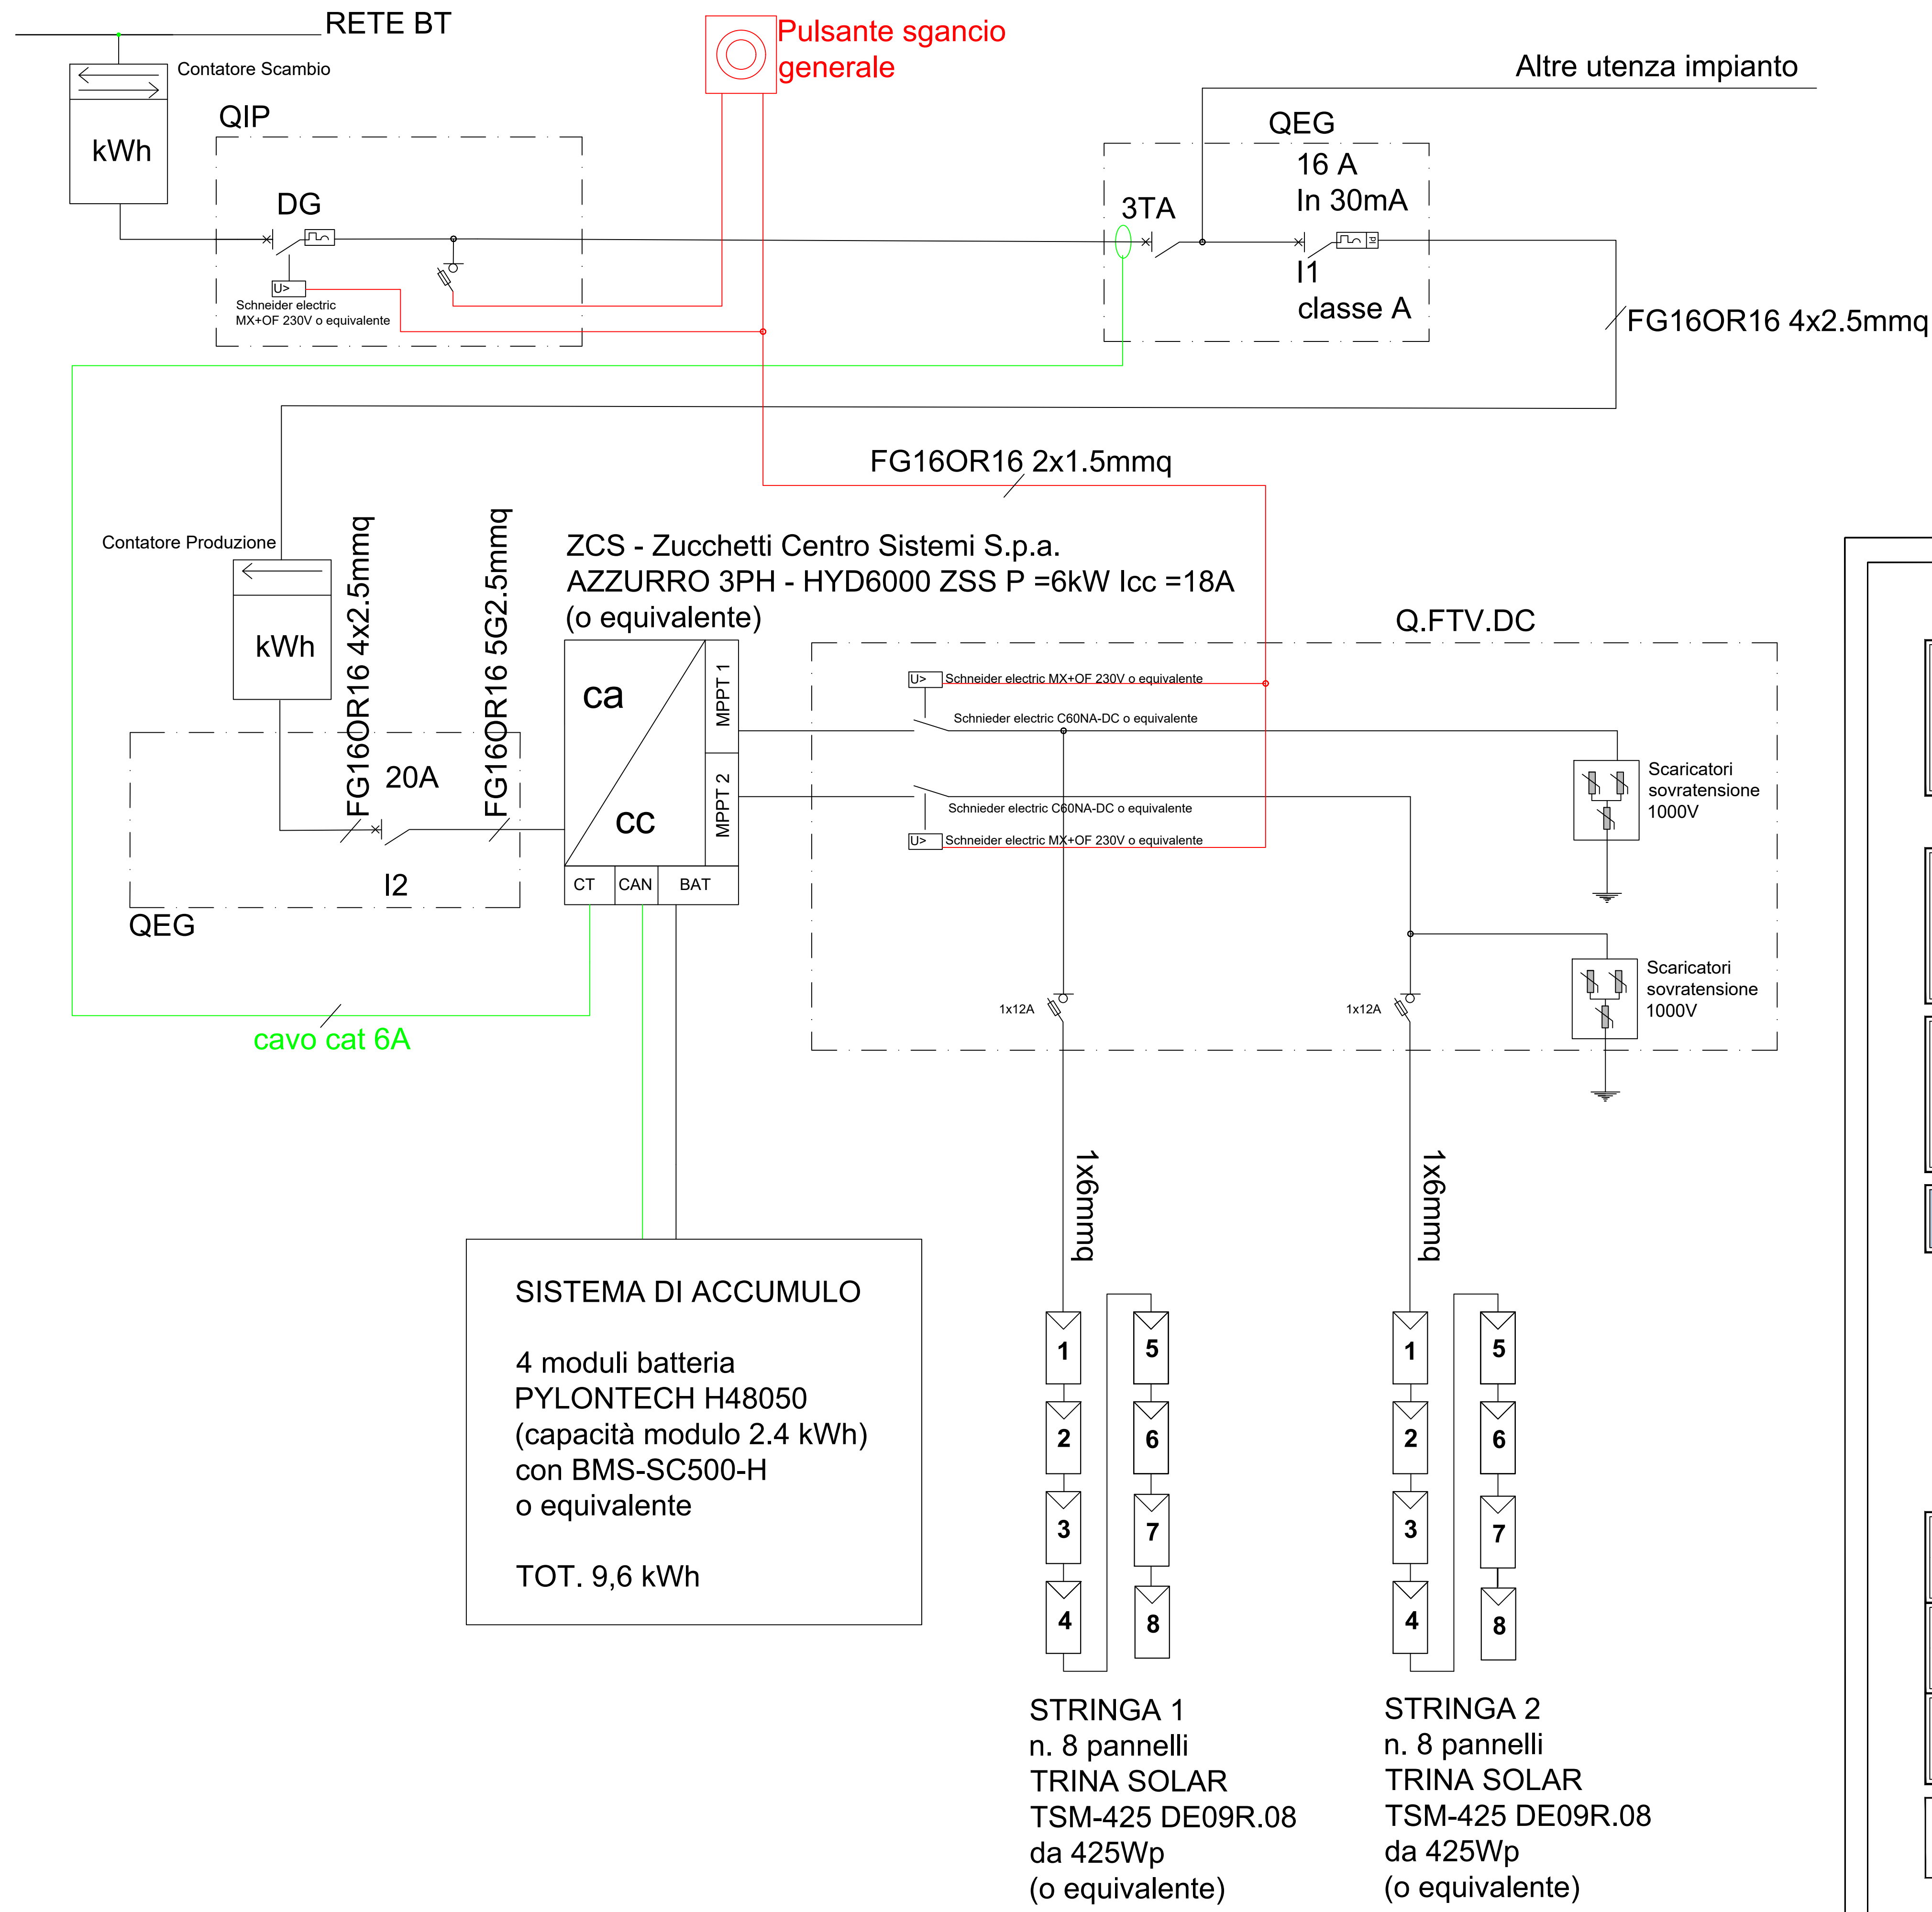 RETE BT
Contatore Scambio
kWh
QIP
DG
U>
Schneider electric
MX+OF 230V o equivalente
Pulsante sgancio
generale
Altre utenza impianto
QEG
16 A
In 30mA
3TA
Id
I1
classe A
FG16OR16 4x2.5mmq
FG16OR16 2x1.5mmq
Contatore Produzione
kWh
FG16OR16 4x2.5mmq
FG16OR16 5G2.5mmq
20A
I2
QEG
ZCS - Zucchetti Centro Sistemi S.p.a.
AZZURRO 3PH - HYD6000 ZSS P =6kW Icc =18A
(o equivalente)
ca
cc
MPPT 1
MPPT 2
CT
CAN
BAT
Q.FTV.DC
U>
Schneider electric MX+OF 230V o equivalente
Schnieder electric C60NA-DC o equivalente
Schnieder electric C60NA-DC o equivalente
U>
Schneider electric MX+OF 230V o equivalente
Scaricatori
sovratensione
1000V
Scaricatori
sovratensione
1000V
1x12A
1x12A
cavo cat 6A
1x6mmq
1x6mmq
SISTEMA DI ACCUMULO
4 moduli batteria
PYLONTECH H48050
(capacità modulo 2.4 kWh)
con BMS-SC500-H
o equivalente
TOT. 9,6 kWh
1
2
3
4
5
6
7
8
1
2
3
4
5
6
7
8
STRINGA 1
n. 8 pannelli
TRINA SOLAR
TSM-425 DE09R.08
da 425Wp
(o equivalente)
STRINGA 2
n. 8 pannelli
TRINA SOLAR
TSM-425 DE09R.08
da 425Wp
(o equivalente)